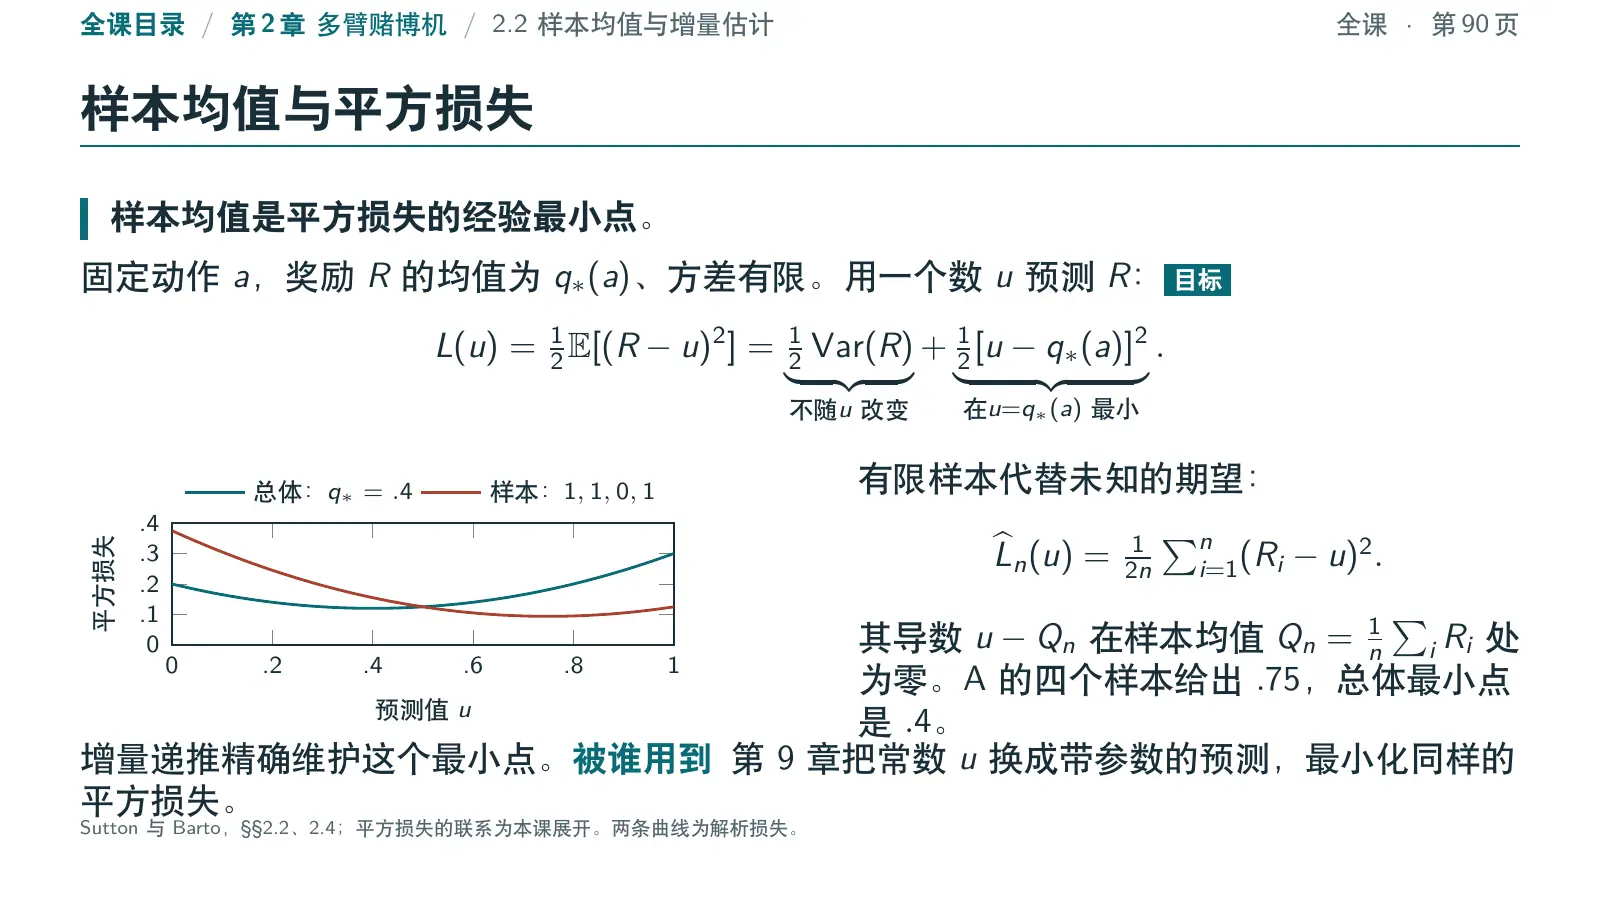 全课目录 / 第 2 章 多臂赌博机 / 2.2 样本均值与增量估计
全课 · 第 90 页
样本均值与平方损失
样本均值是平方损失的经验最小点。
固定动作 a，奖励 R 的均值为 q∗(a)、方差有限。用一个数 u 预测 R： 目标
L(u) = ½𝔼[(R − u)²] = ½ Var(R) + ½[u − q∗(a)]² .
不随u 改变 在u=q∗(a) 最小
总体：q∗ = .4 样本：1, 1, 0, 1
平方损失
.4
.3
.2
.1
0
0 .2 .4 .6 .8 1
预测值 u
有限样本代替未知的期望：
L̂ₙ(u) = 1/2n ∑ⁿᵢ₌₁(Rᵢ − u)².
其导数 u − Qₙ 在样本均值 Qₙ = 1/n ∑ᵢ Rᵢ 处
为零。A 的四个样本给出 .75，总体最小点
是 .4。
增量递推精确维护这个最小点。被谁用到 第 9 章把常数 u 换成带参数的预测，最小化同样的
平方损失。
Sutton 与 Barto，§§2.2、2.4；平方损失的联系为本课展开。两条曲线为解析损失。